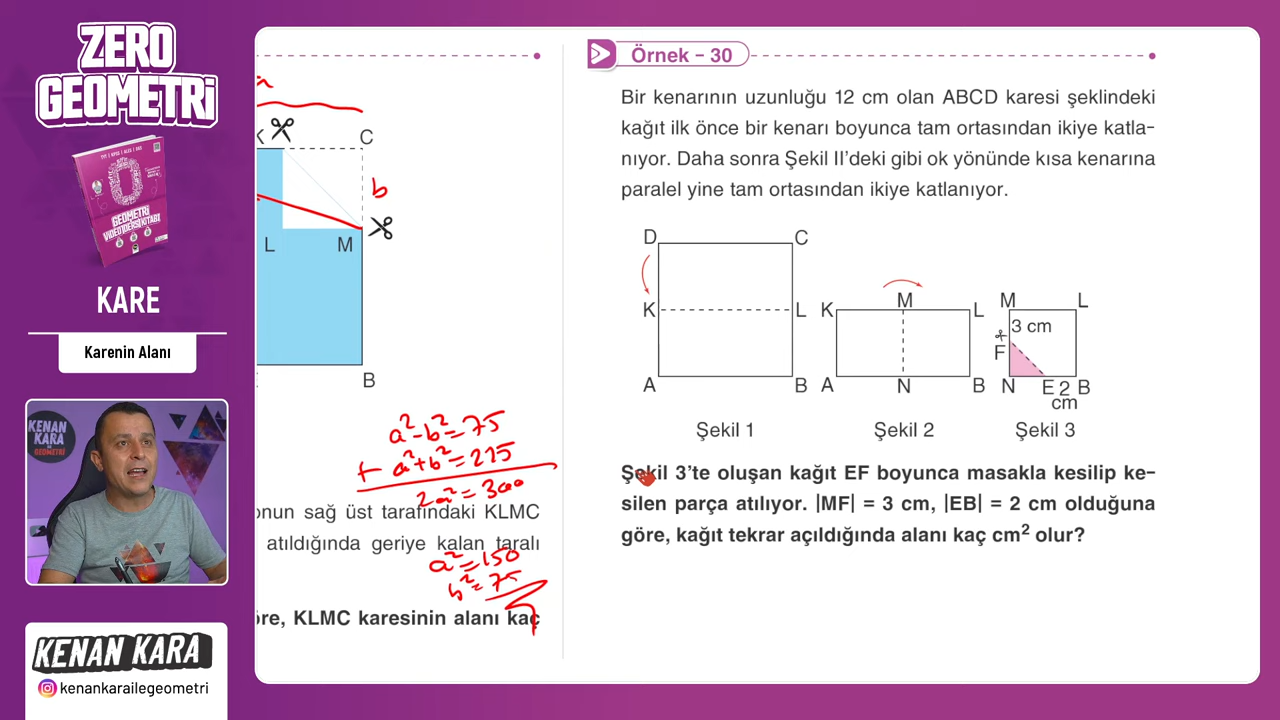 ZERO
GEOMETRİ
GEOMETRİ
VİDEO DERS KİTABI
KARE
Karenin Alanı
KENAN
KARA
GEOMETRİ
KENAN KARA
kenankarailegeometri
a
K
C
b
L
M
B
a²-b²=75
+ a²+b²=225
2a²=300
onun sağ üst tarafındaki KLMC
atıldığında geriye kalan taralı
a²=150
b²=75
öre, KLMC karesinin alanı kaç
Örnek – 30
Bir kenarının uzunluğu 12 cm olan ABCD karesi şeklindeki
kağıt ilk önce bir kenarı boyunca tam ortasından ikiye katla-
nıyor. Daha sonra Şekil II'deki gibi ok yönünde kısa kenarına
paralel yine tam ortasından ikiye katlanıyor.
D C
K L K M L M L
3 cm
F
A B A N B N E 2 B
cm
Şekil 1 Şekil 2 Şekil 3
Şekil 3'te oluşan kağıt EF boyunca masakla kesilip ke-
silen parça atılıyor. |MF| = 3 cm, |EB| = 2 cm olduğuna
göre, kağıt tekrar açıldığında alanı kaç cm² olur?